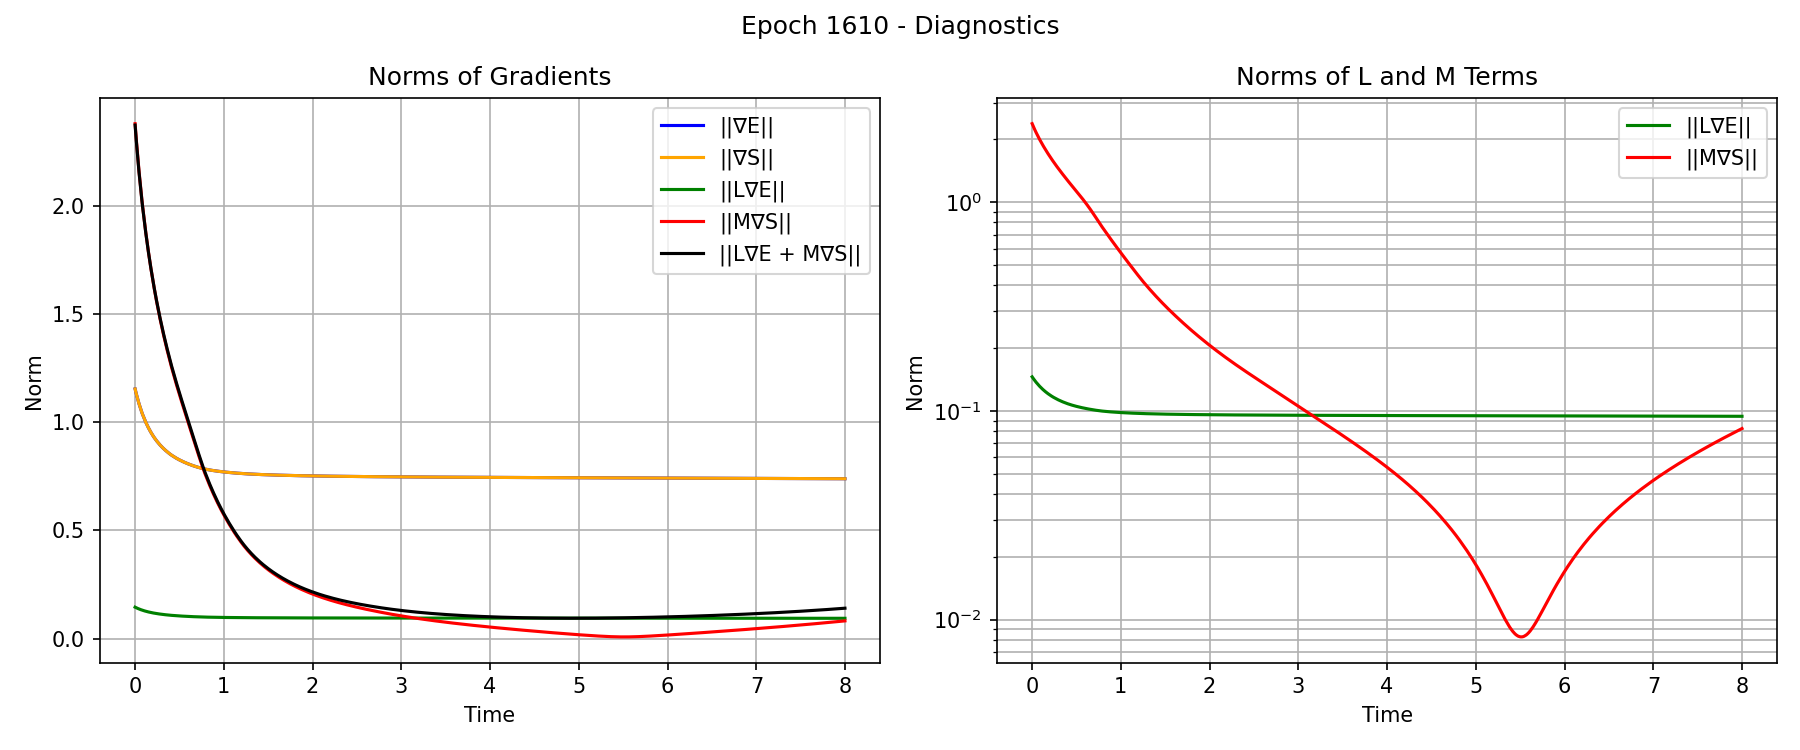 Epoch 1610 - Diagnostics
Norms of Gradients
||∇E||
||∇S||
||L∇E||
||M∇S||
||L∇E + M∇S||
2.0
1.5
1.0
0.5
0.0
Norm
0 1 2 3 4 5 6 7 8
Time
Norms of L and M Terms
||L∇E||
||M∇S||
10⁰
10⁻¹
10⁻²
Norm
0 1 2 3 4 5 6 7 8
Time